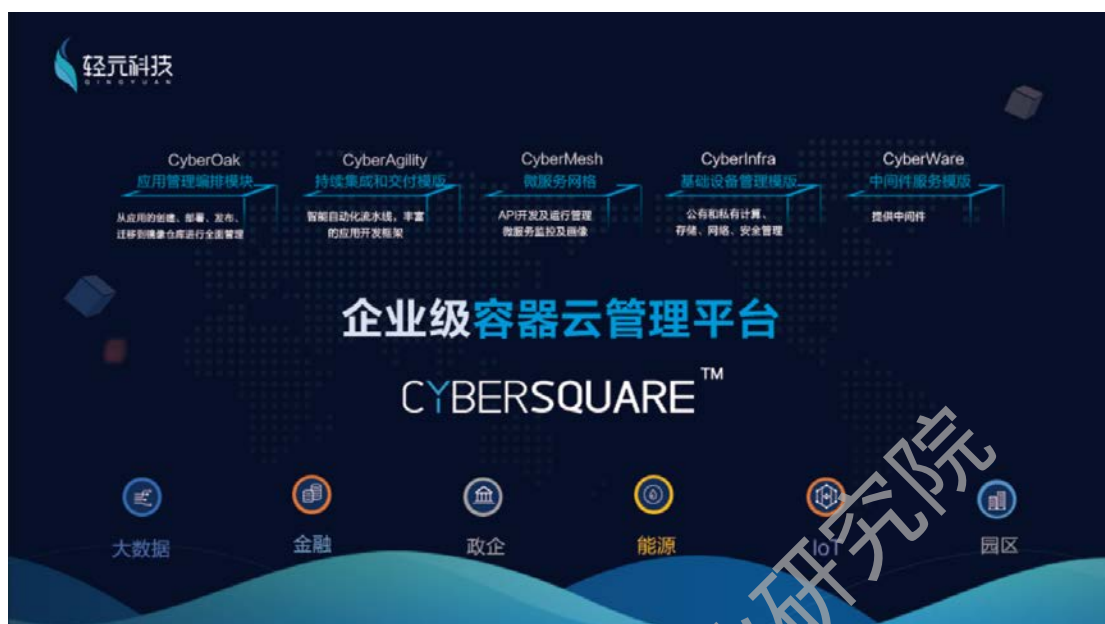 轻元科技
QINGYUAN
CyberOak
应用管理编排模块
从应用的创建、部署、发布、
迁移到镜像仓库进行全面管理
CyberAgility
持续集成和交付模版
智能自动化流水线，丰富
的应用开发框架
CyberMesh
微服务网格
API开发及运行管理
微服务监控及画像
CyberInfra
基础设备管理模版
公有和私有计算、
存储、网络、安全管理
CyberWare
中间件服务模版
提供中间件
企业级容器云管理平台
CYBERSQUARE™
大数据
金融
政企
能源
IoT
园区
研究院